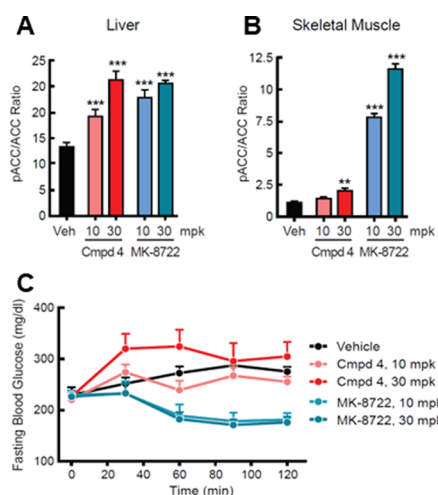 A
Liver
pACC/ACC Ratio
25
20
20
15
10
5
0
***
***
***
***
Veh 10 30 10 30 mpk
Cmpd 4 MK-8722
B
Skeletal Muscle
pACC/ACC Ratio
12.5
10.0
7.5
5.0
2.5
0
**
***
***
Veh 10 30 10 30 mpk
Cmpd 4 MK-8722
C
Fasting Blood Glucose (mg/dl)
400
300
200
100
0 20 40 60 80 100 120
Time (min)
Vehicle
Cmpd 4, 10 mpk
Cmpd 4, 30 mpk
MK-8722, 10 mpk
MK-8722, 30 mpk